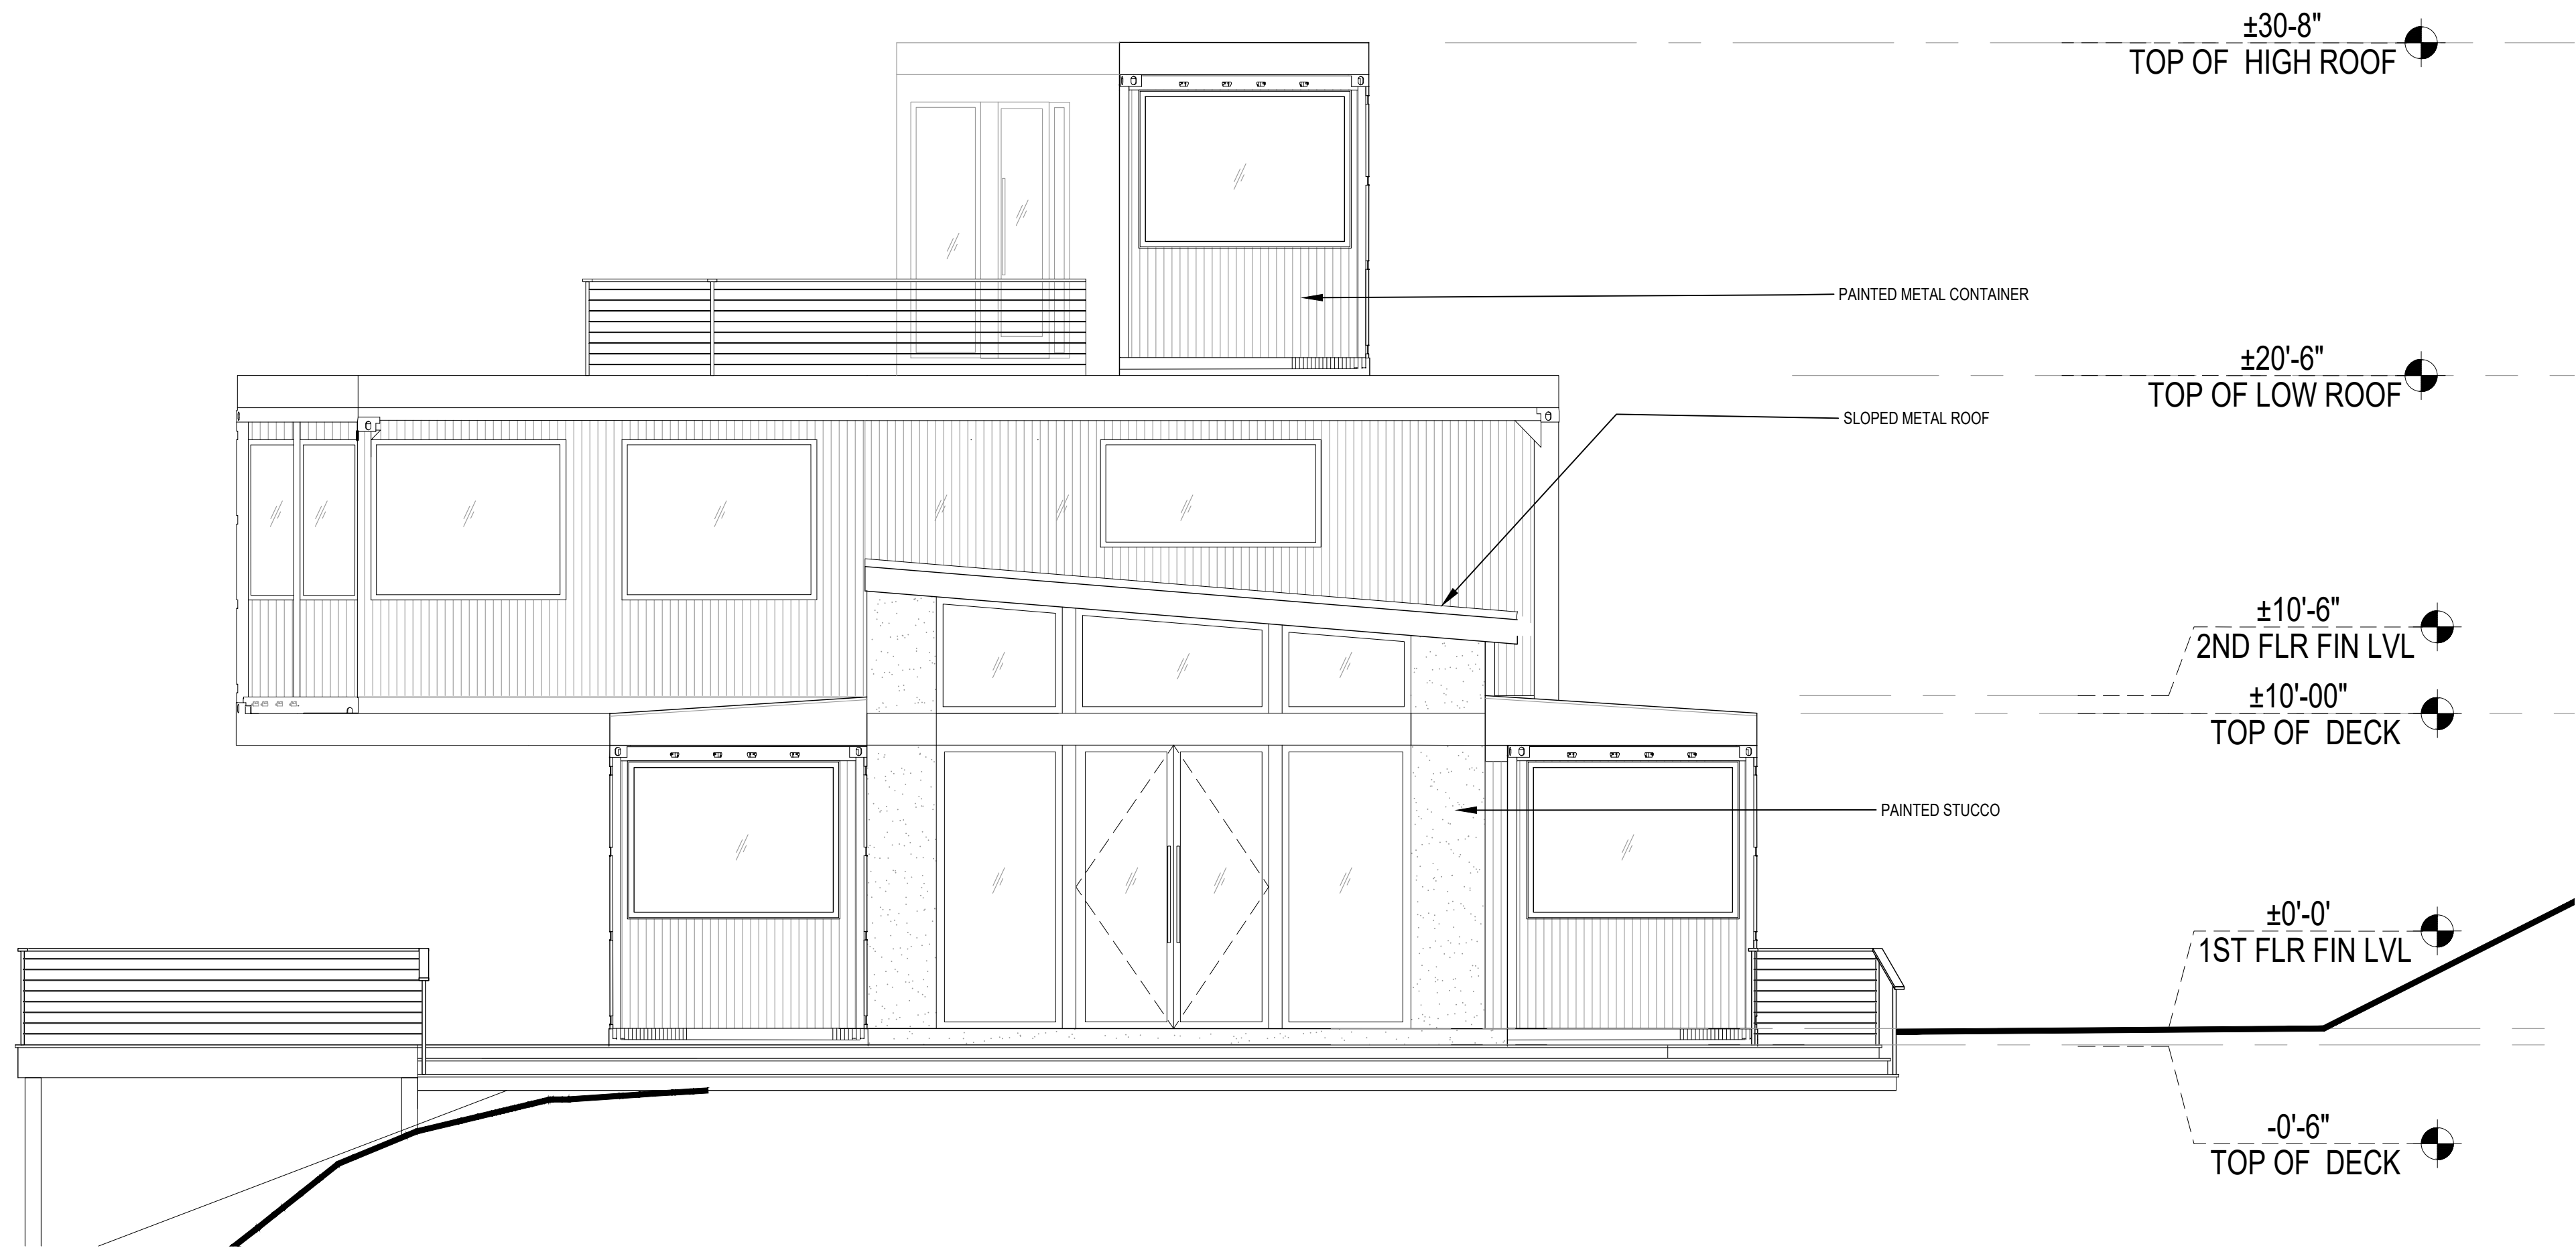 ±30-8"
TOP OF HIGH ROOF
PAINTED METAL CONTAINER
±20'-6"
TOP OF LOW ROOF
SLOPED METAL ROOF
±10'-6"
2ND FLR FIN LVL
±10'-00"
TOP OF DECK
PAINTED STUCCO
±0'-0'
1ST FLR FIN LVL
-0'-6"
TOP OF DECK